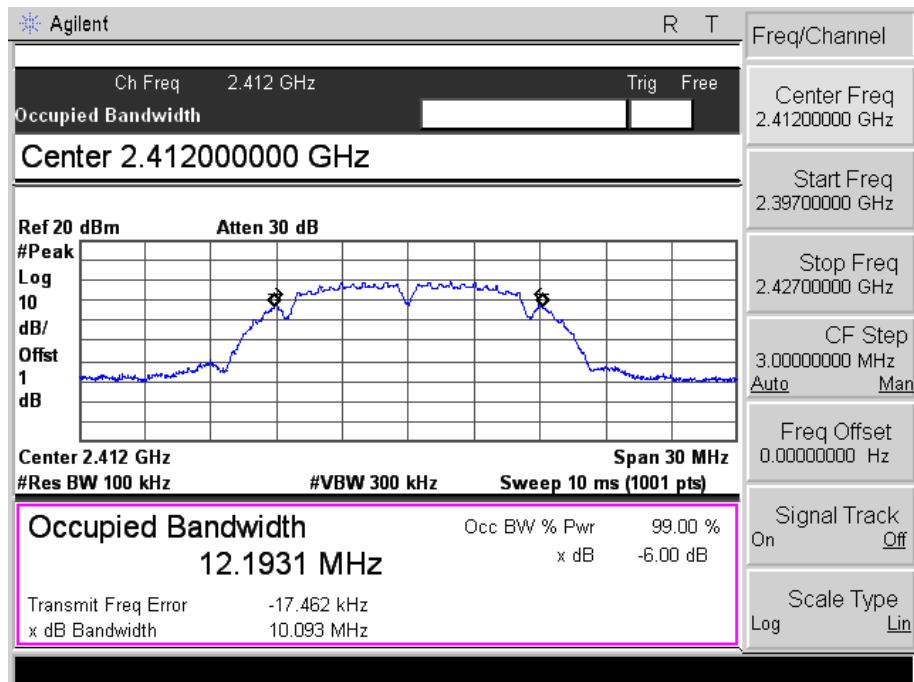 Agilent R T
Ch Freq 2.412 GHz Trig Free
Occupied Bandwidth
Center 2.412000000 GHz
Ref 20 dBm Atten 30 dB
#Peak
Log
10
dB/
Offst
1
dB
Center 2.412 GHz Span 30 MHz
#Res BW 100 kHz #VBW 300 kHz Sweep 10 ms (1001 pts)
Occupied Bandwidth Occ BW % Pwr 99.00 %
12.1931 MHz x dB -6.00 dB
Transmit Freq Error -17.462 kHz
x dB Bandwidth 10.093 MHz
Freq/Channel
Center Freq
2.41200000 GHz
Start Freq
2.39700000 GHz
Stop Freq
2.42700000 GHz
CF Step
3.00000000 MHz
Auto Man
Freq Offset
0.00000000 Hz
Signal Track
On Off
Scale Type
Log Lin